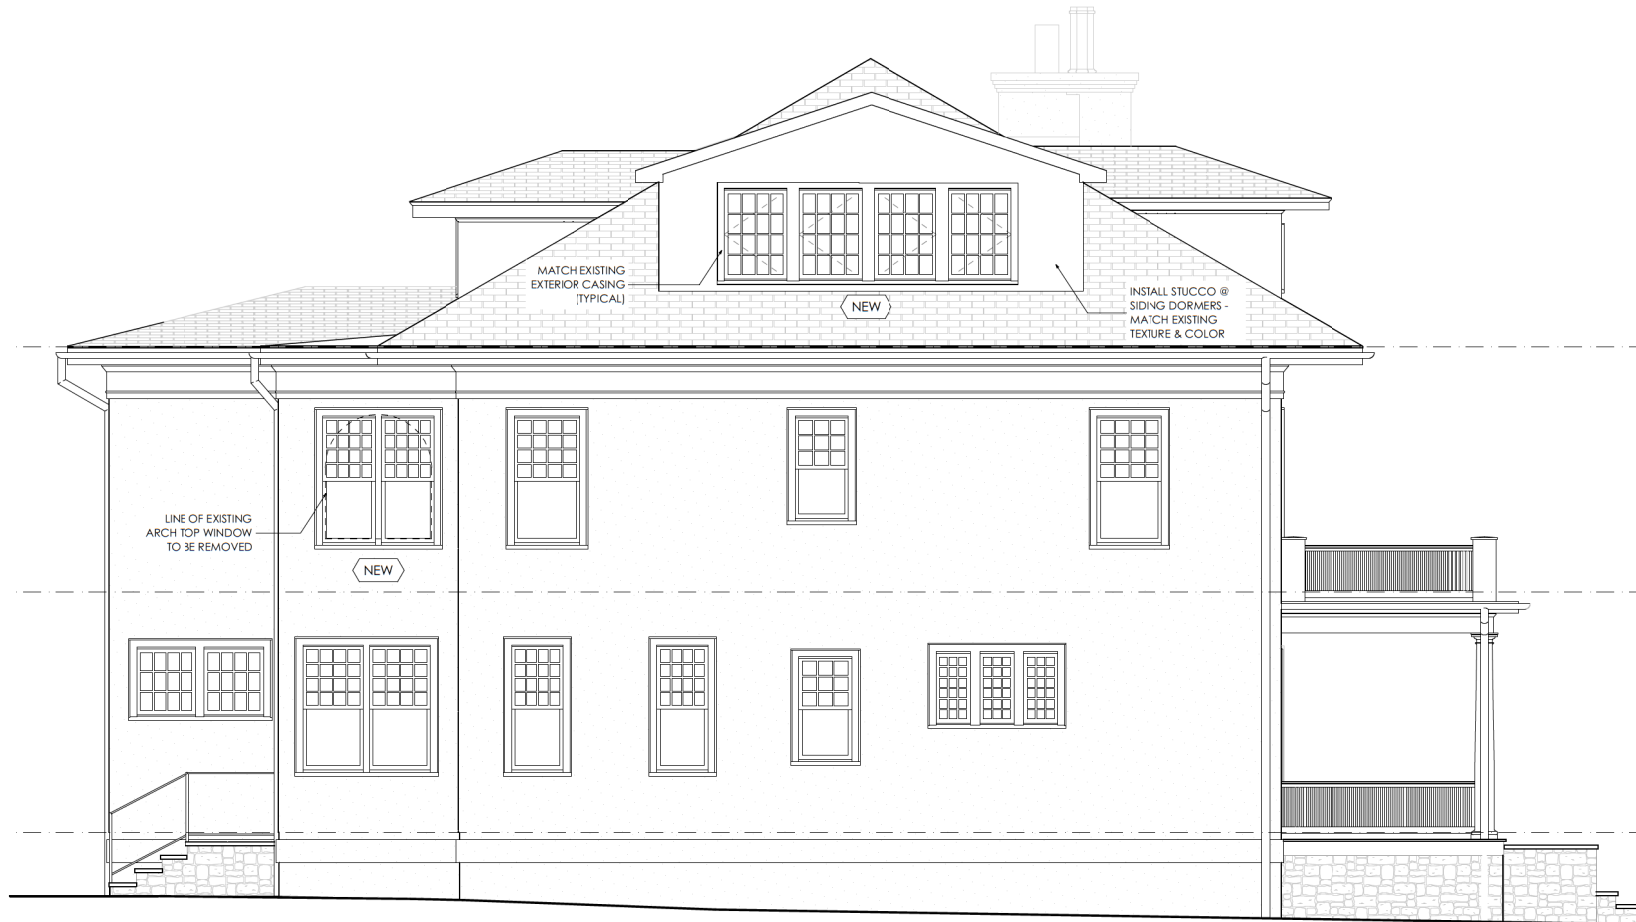 MATCH EXISTING
EXTERIOR CASING
(TYPICAL)
NEW
INSTALL STUCCO @
SIDING DORMERS -
MATCH EXISTING
TEXTURE & COLOR
LINE OF EXISTING
ARCH TOP WINDOW
TO BE REMOVED
NEW